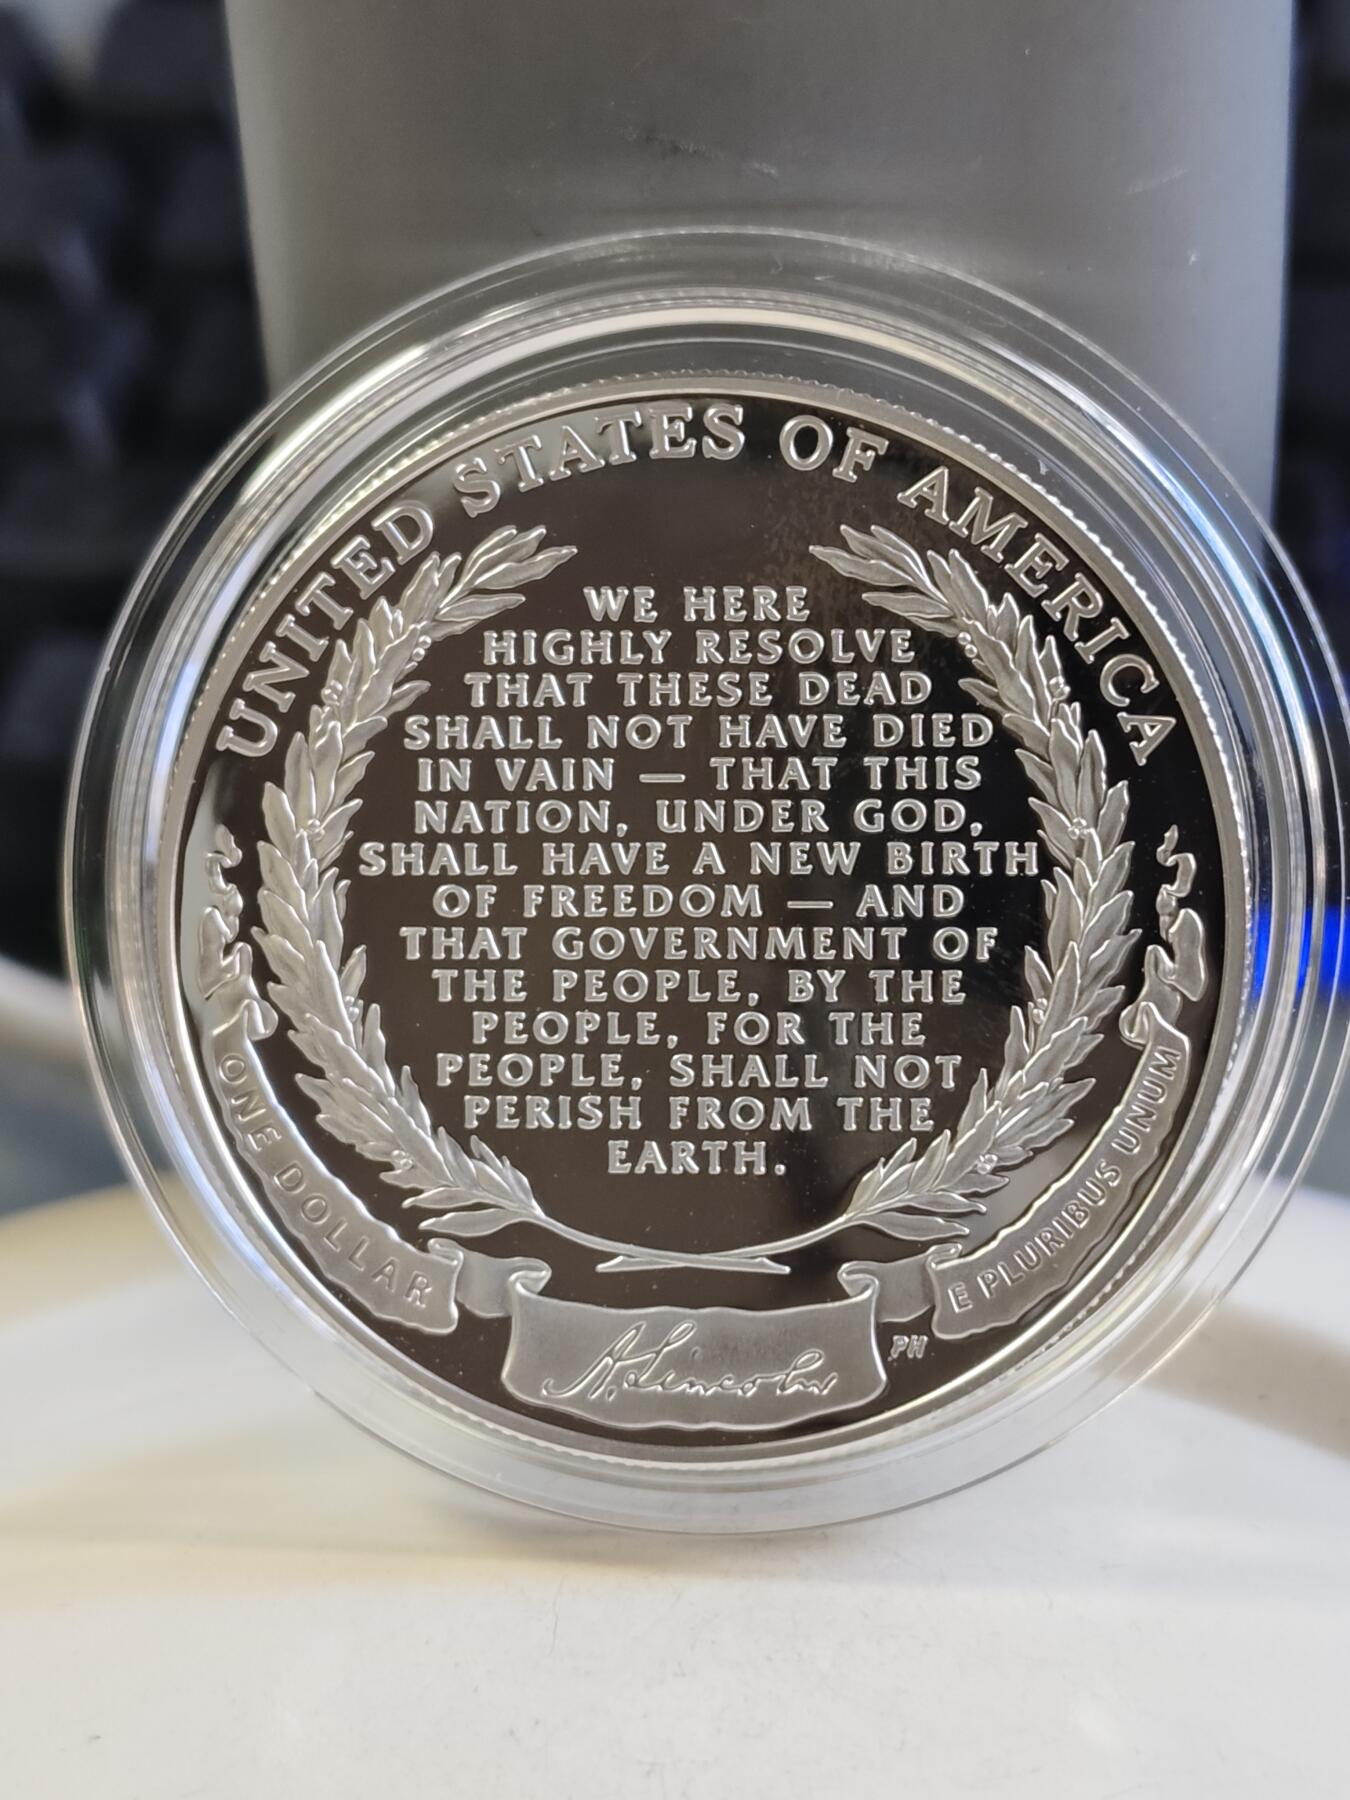 UNITED STATES OF AMERICA
WE HERE
HIGHLY RESOLVE
THAT THESE DEAD
SHALL NOT HAVE DIED
IN VAIN — THAT THIS
NATION, UNDER GOD,
SHALL HAVE A NEW BIRTH
OF FREEDOM — AND
THAT GOVERNMENT OF
THE PEOPLE, BY THE
PEOPLE, FOR THE
PEOPLE, SHALL NOT
PERISH FROM THE
EARTH.
ONE DOLLAR
A. Lincoln
PH
E PLURIBUS UNUM